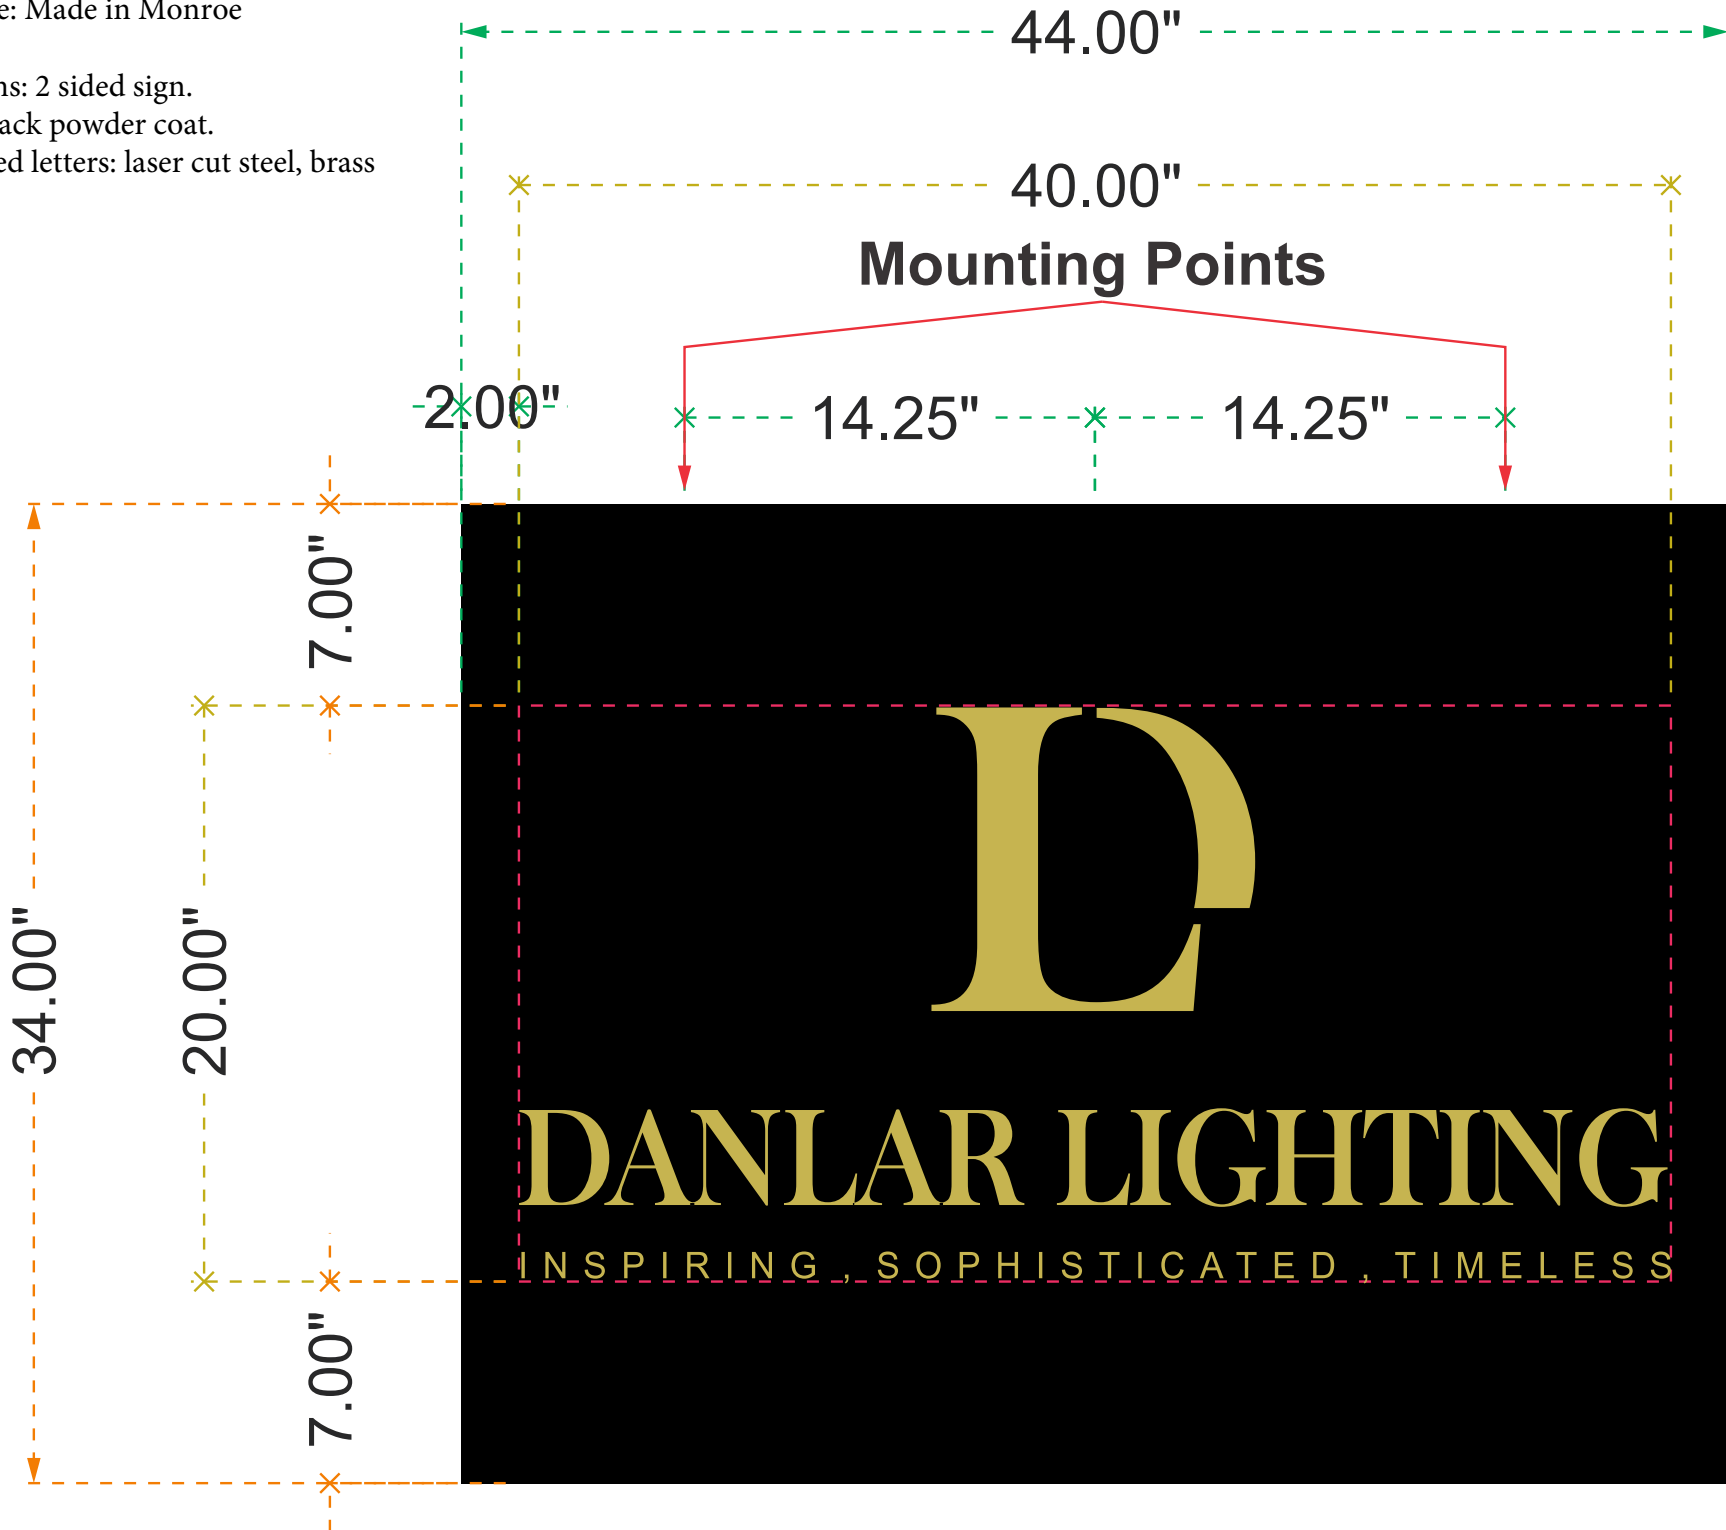 e: Made in Monroe
ns: 2 sided sign.
ack powder coat.
ed letters: laser cut steel, brass
44.00"
40.00"
Mounting Points
2.00"
14.25" 14.25"
7.00"
34.00"
20.00"
7.00"
D
DANLAR LIGHTING
INSPIRING , SOPHISTICATED , TIMELESS